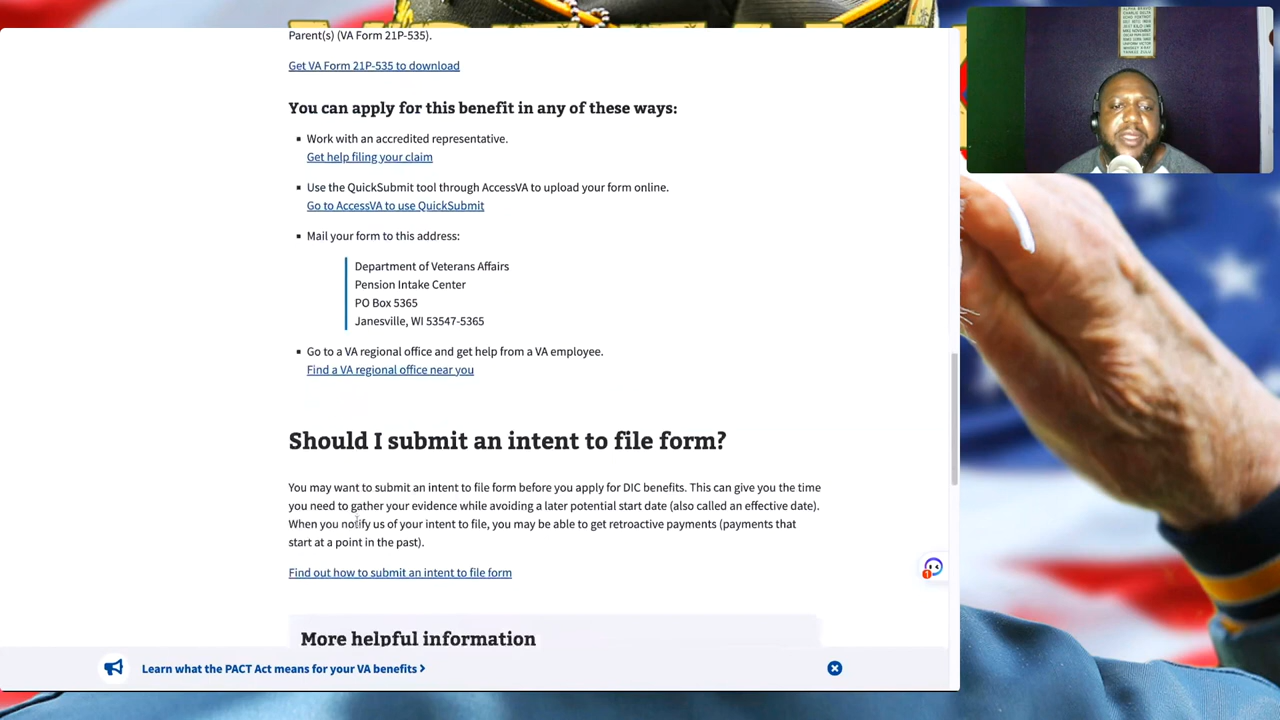 Parent(s) (VA Form 21P-535).
Get VA Form 21P-535 to download
You can apply for this benefit in any of these ways:
Work with an accredited representative.
Get help filing your claim
Use the QuickSubmit tool through AccessVA to upload your form online.
Go to AccessVA to use QuickSubmit
Mail your form to this address:
Department of Veterans Affairs
Pension Intake Center
PO Box 5365
Janesville, WI 53547-5365
Go to a VA regional office and get help from a VA employee.
Find a VA regional office near you
Should I submit an intent to file form?
You may want to submit an intent to file form before you apply for DIC benefits. This can give you the time
you need to gather your evidence while avoiding a later potential start date (also called an effective date).
When you notify us of your intent to file, you may be able to get retroactive payments (payments that
start at a point in the past).
Find out how to submit an intent to file form
1
More helpful information
Learn what the PACT Act means for your VA benefits